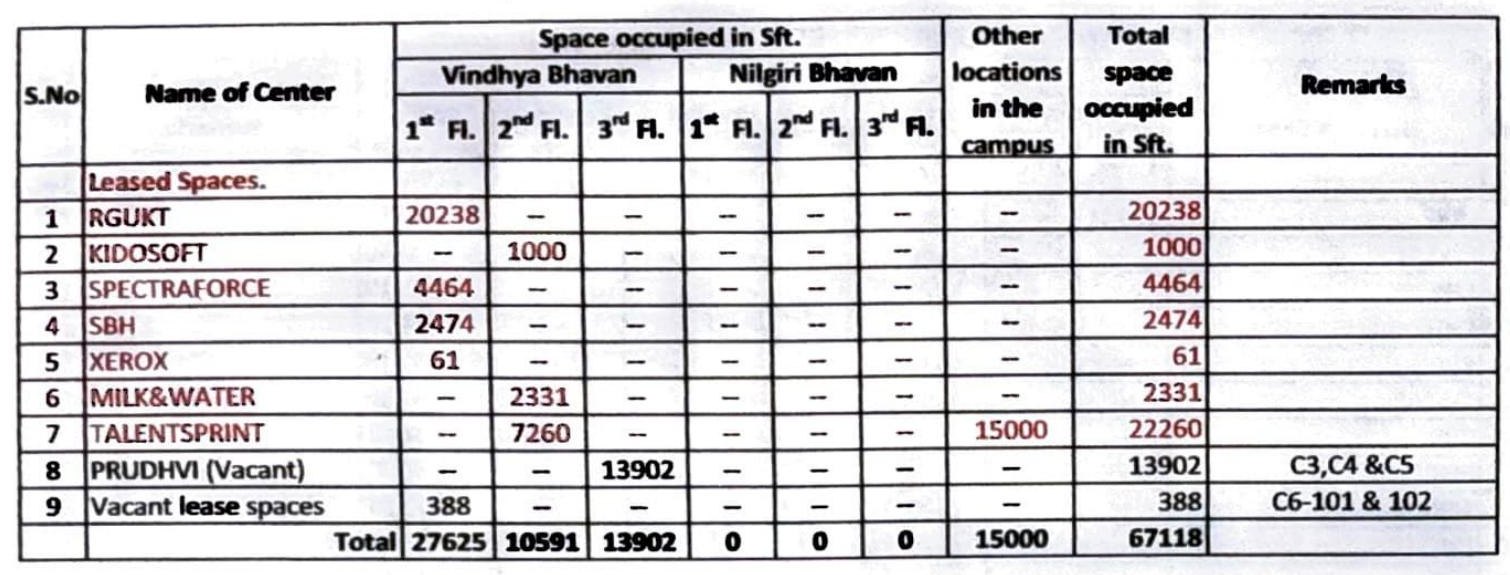 S.No Name of Center Space occupied in Sft. Other locations in the campus Total space occupied in Sft. Remarks
Vindhya Bhavan Nilgiri Bhavan
1st Fl. 2nd Fl. 3rd Fl. 1st Fl. 2nd Fl. 3rd Fl.
Leased Spaces.
1 RGUKT 20238 -- -- -- -- -- -- 20238
2 KIDOSOFT -- 1000 -- -- -- -- -- 1000
3 SPECTRAFORCE 4464 -- -- -- -- -- -- 4464
4 SBH 2474 -- -- -- -- -- -- 2474
5 XEROX 61 -- -- -- -- -- -- 61
6 MILK&WATER -- 2331 -- -- -- -- -- 2331
7 TALENTSPRINT -- 7260 -- -- -- -- 15000 22260
8 PRUDHVI (Vacant) -- -- 13902 -- -- -- -- 13902 C3,C4 &C5
9 Vacant lease spaces 388 -- -- -- -- -- -- 388 C6-101 & 102
Total 27625 10591 13902 0 0 0 15000 67118